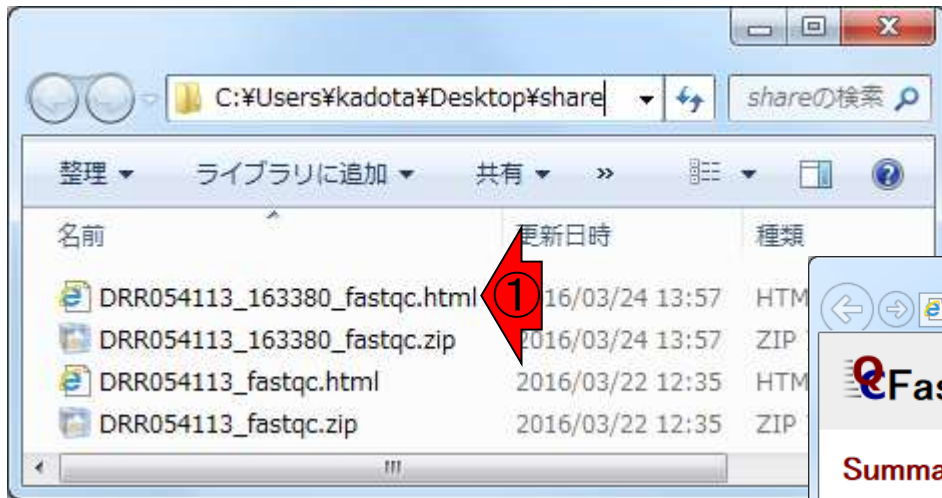 C:¥Users¥kadota¥Desktop¥share
shareの検索
整理 ライブラリに追加 共有 »
名前 更新日時 種類
DRR054113_163380_fastqc.html ① 16/03/24 13:57 HTM
DRR054113_163380_fastqc.zip 2016/03/24 13:57 ZIP
DRR054113_fastqc.html 2016/03/22 12:35 HTM
DRR054113_fastqc.zip 2016/03/22 12:35 ZIP
Fas
Summa